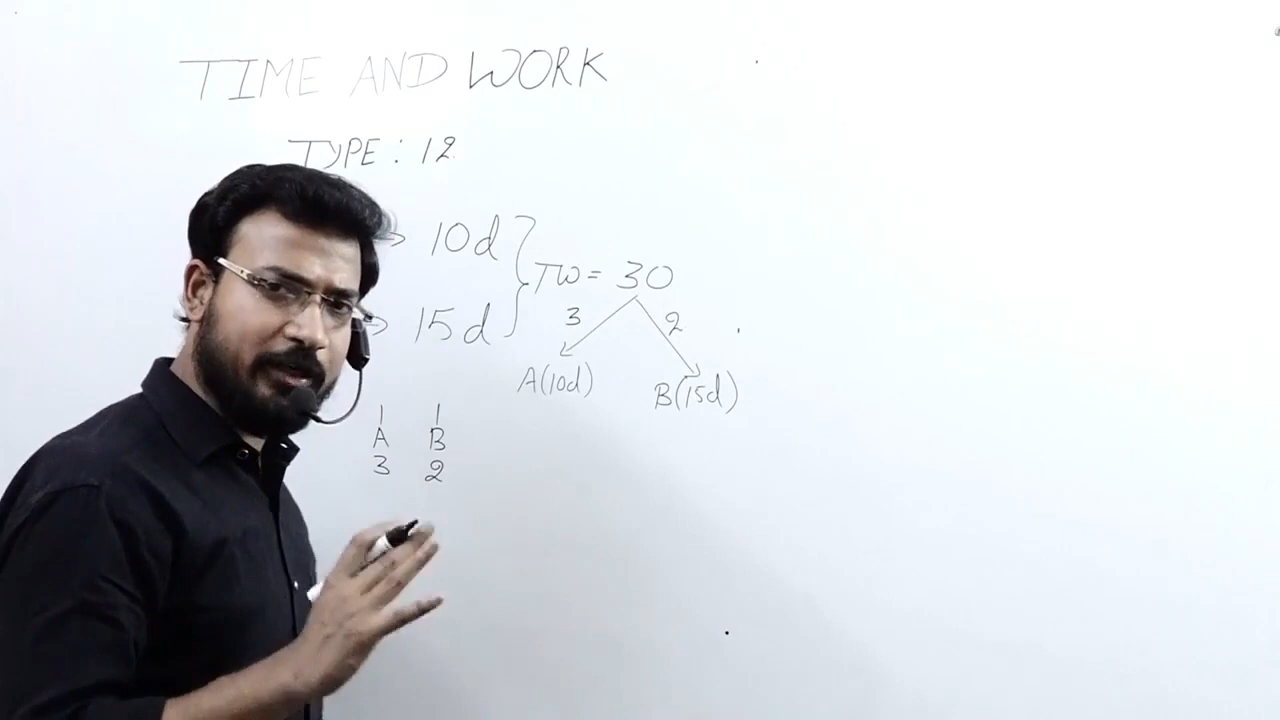 TIME AND WORK
TYPE : 12
→ 10d
→ 15d
} TW = 30
3 2
A(10d) B(15d)
1 1
A B
3 2